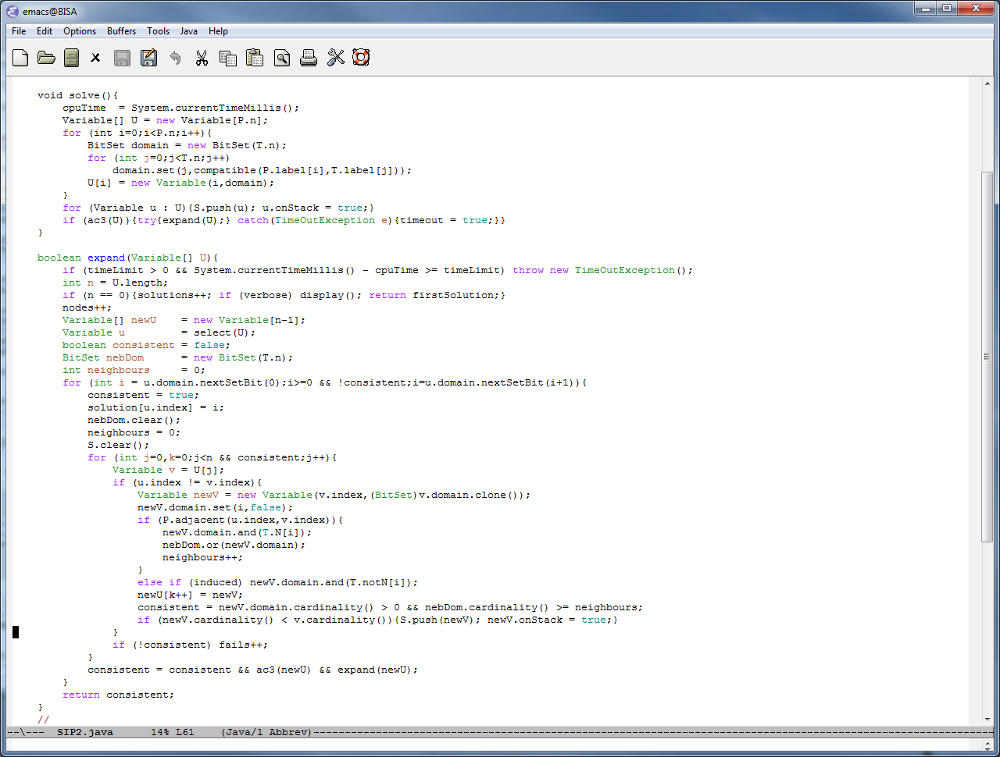 emacs@BISA
File Edit Options Buffers Tools Java Help
void solve(){
cpuTime  = System.currentTimeMillis();
Variable[] U = new Variable[P.n];
for (int i=0;i<P.n;i++){
BitSet domain = new BitSet(T.n);
for (int j=0;j<T.n;j++)
domain.set(j,compatible(P.label[i],T.label[j]));
U[i] = new Variable(i,domain);
}
for (Variable u : U){S.push(u); u.onStack = true;}
if (ac3(U)){try{expand(U);} catch(TimeOutException e){timeout = true;}}
}
boolean expand(Variable[] U){
if (timeLimit > 0 && System.currentTimeMillis() - cpuTime >= timeLimit) throw new TimeOutException();
int n = U.length;
if (n == 0){solutions++; if (verbose) display(); return firstSolution;}
nodes++;
Variable[] newU    = new Variable[n-1];
Variable u         = select(U);
boolean consistent = false;
BitSet nebDom      = new BitSet(T.n);
int neighbours     = 0;
for (int i = u.domain.nextSetBit(0);i>=0 && !consistent;i=u.domain.nextSetBit(i+1)){
consistent = true;
solution[u.index] = i;
nebDom.clear();
neighbours = 0;
S.clear();
for (int j=0,k=0;j<n && consistent;j++){
Variable v = U[j];
if (u.index != v.index){
Variable newV = new Variable(v.index,(BitSet)v.domain.clone());
newV.domain.set(i,false);
if (P.adjacent(u.index,v.index)){
newV.domain.and(T.N[i]);
nebDom.or(newV.domain);
neighbours++;
}
else if (induced) newV.domain.and(T.notN[i]);
newU[k++] = newV;
consistent = newV.domain.cardinality() > 0 && nebDom.cardinality() >= neighbours;
if (newV.cardinality() < v.cardinality()){S.push(newV); newV.onStack = true;}
}
if (!consistent) fails++;
}
consistent = consistent && ac3(newU) && expand(newU);
}
return consistent;
}
//
--\---  SIP2.java      14% L61    (Java/l Abbrev)------------------------------------------------------------